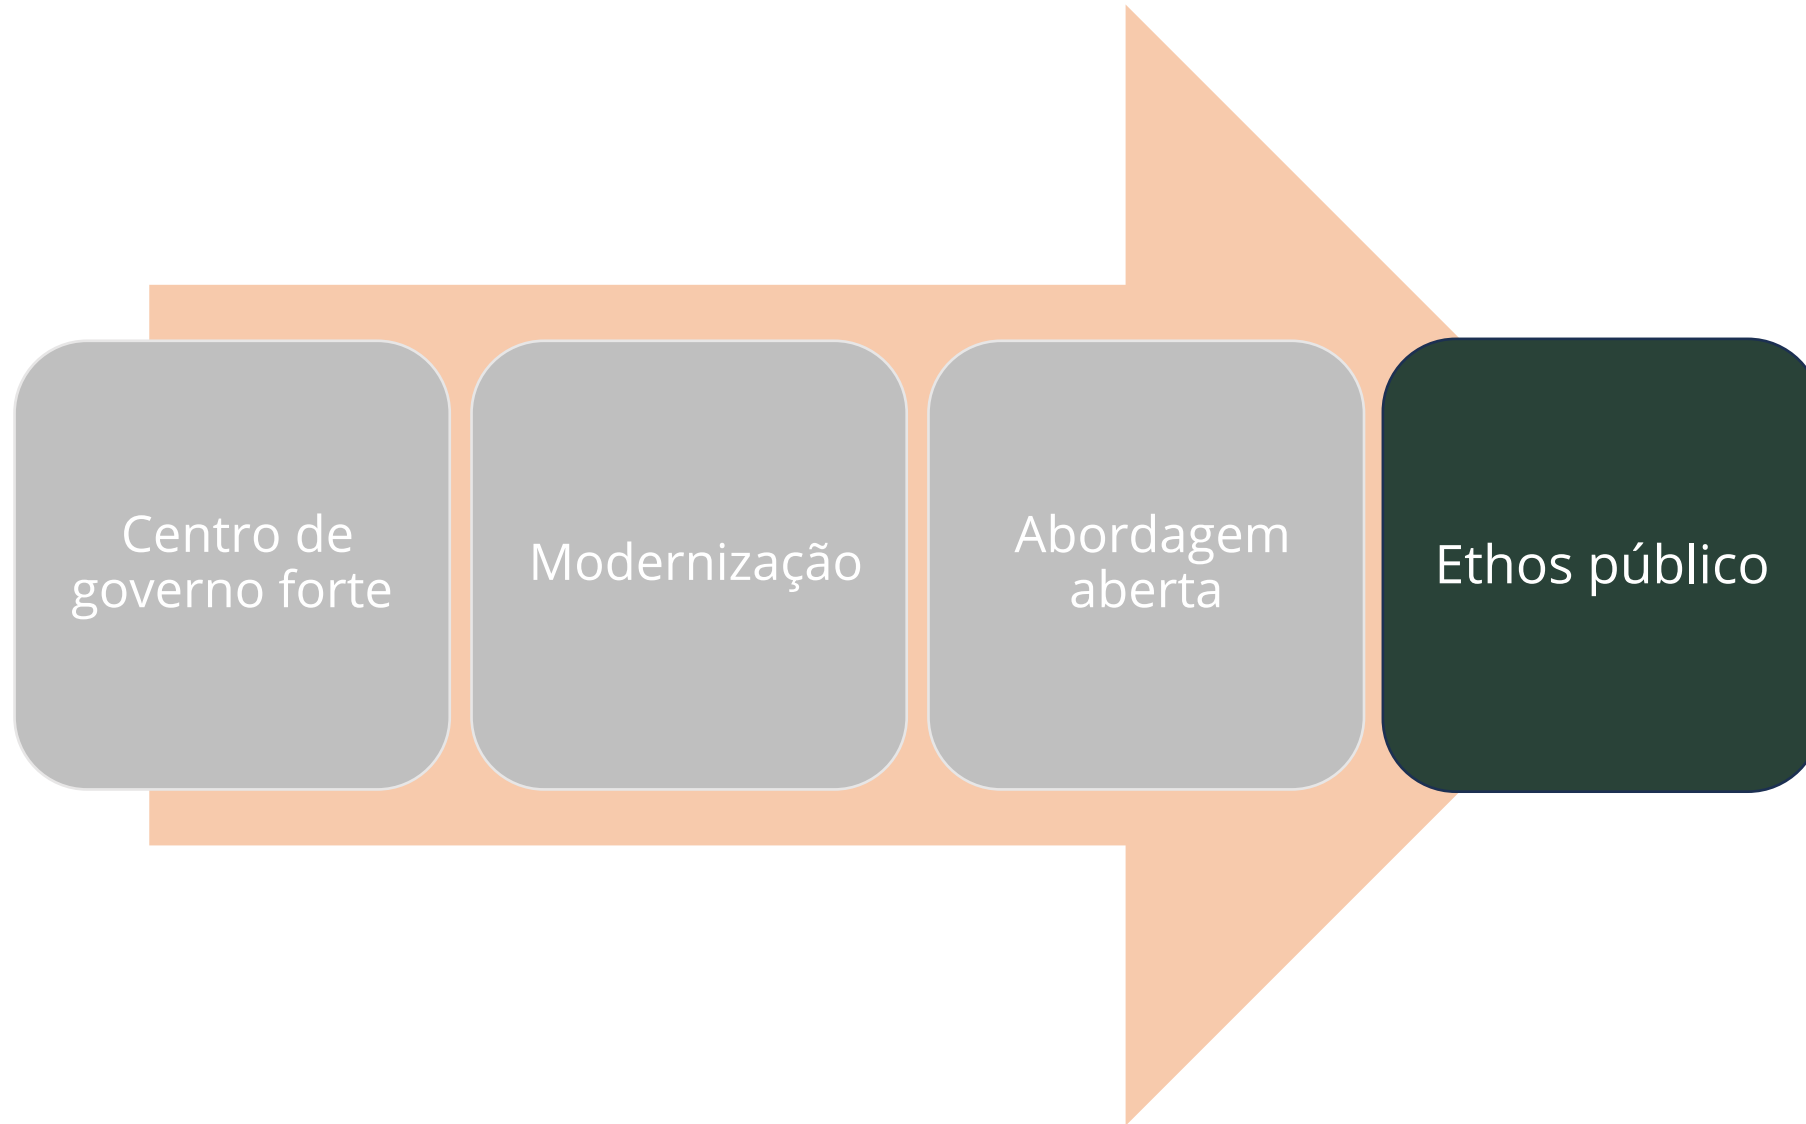 Centro de
governo forte
Modernização
Abordagem
aberta
Ethos público